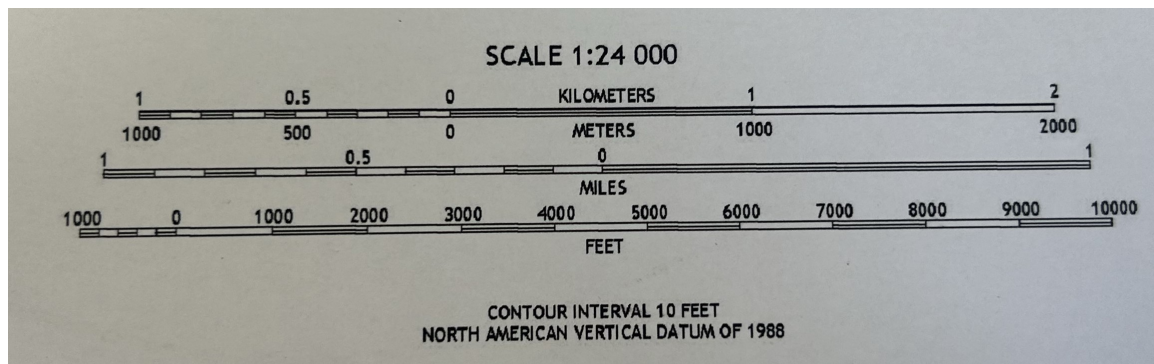 SCALE 1:24 000
1 0.5 0 KILOMETERS 1 2
1000 500 0 METERS 1000 2000
1 0.5 0 1
MILES
1000 0 1000 2000 3000 4000 5000 6000 7000 8000 9000 10000
FEET
CONTOUR INTERVAL 10 FEET
NORTH AMERICAN VERTICAL DATUM OF 1988